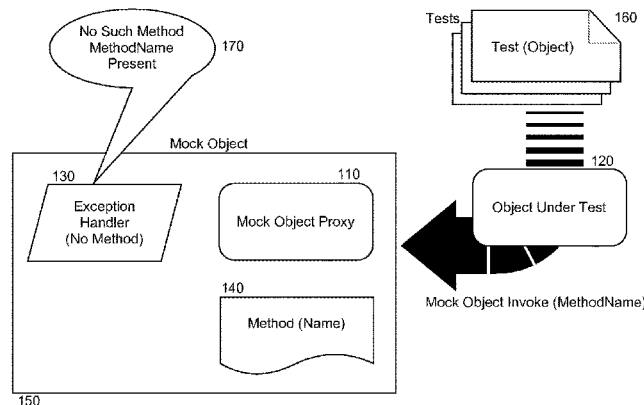 No Such Method
MethodName
Present
170
Tests
160
Test (Object)
Mock Object
130
Exception
Handler
(No Method)
110
Mock Object Proxy
120
Object Under Test
140
Method (Name)
Mock Object Invoke (MethodName)
150